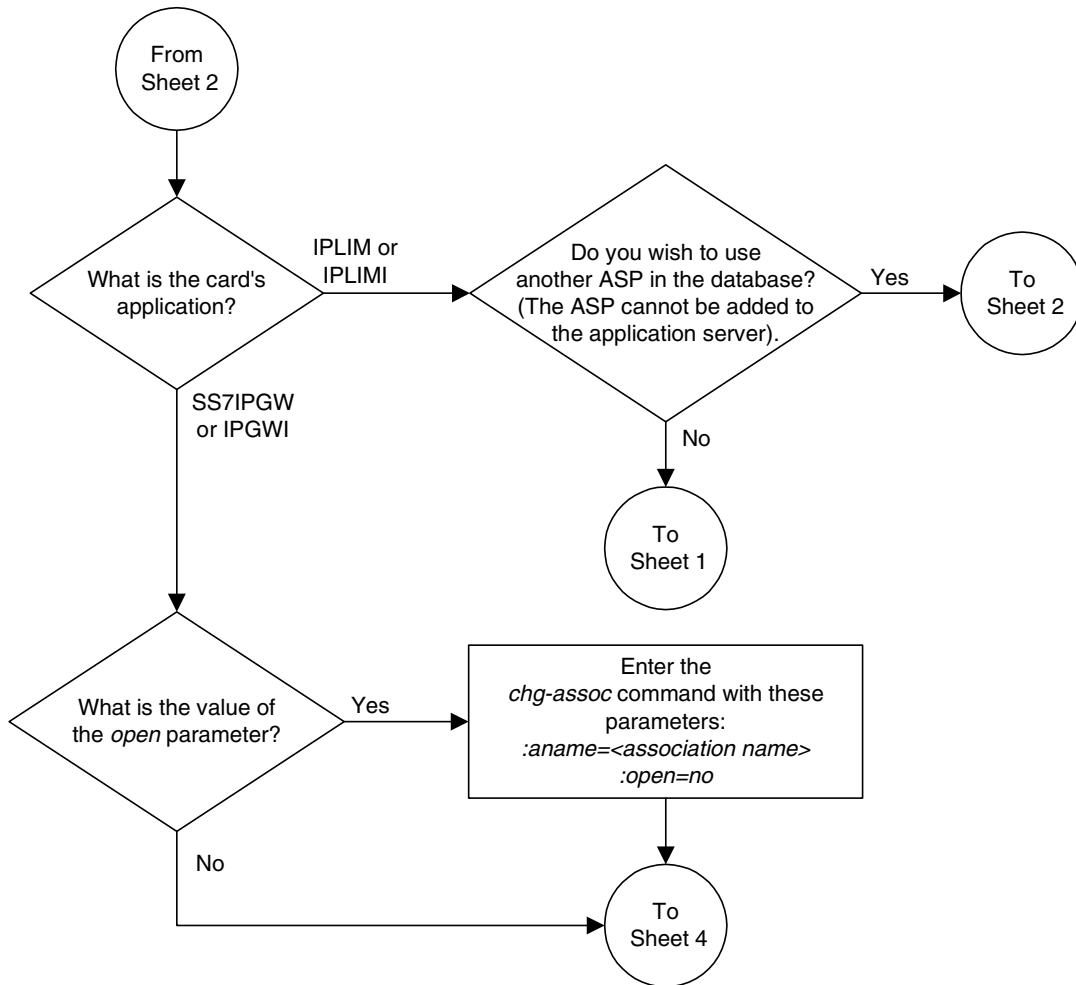 From
Sheet 2
What is the card's
application?
IPLIM or
IPLIMI
Do you wish to use
another ASP in the database?
(The ASP cannot be added to
the application server).
Yes
To
Sheet 2
SS7IPGW
or IPGWI
No
To
Sheet 1
What is the value of
the open parameter?
Yes
Enter the
chg-assoc command with these
parameters:
:aname=<association name>
:open=no
No
To
Sheet 4